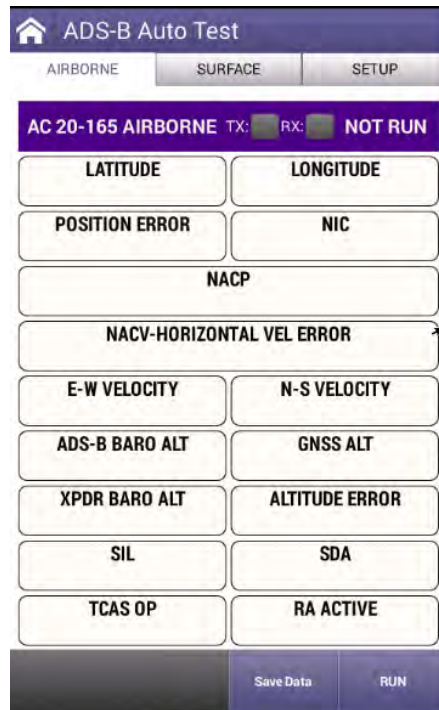 ADS-B Auto Test
AIRBORNE SURFACE SETUP
AC 20-165 AIRBORNE TX: RX: NOT RUN
LATITUDE LONGITUDE
POSITION ERROR NIC
NACP
NACV-HORIZONTAL VEL ERROR
E-W VELOCITY N-S VELOCITY
ADS-B BARO ALT GNSS ALT
XPDR BARO ALT ALTITUDE ERROR
SIL SDA
TCAS OP RA ACTIVE
Save Data RUN